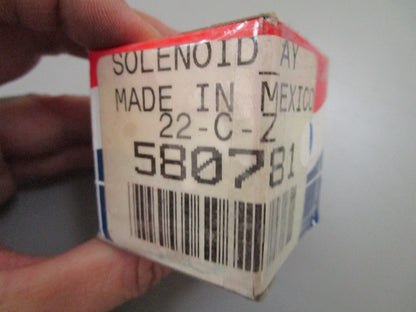 SOLENOID AY
MADE IN MEXICO
22-C-Z
580781